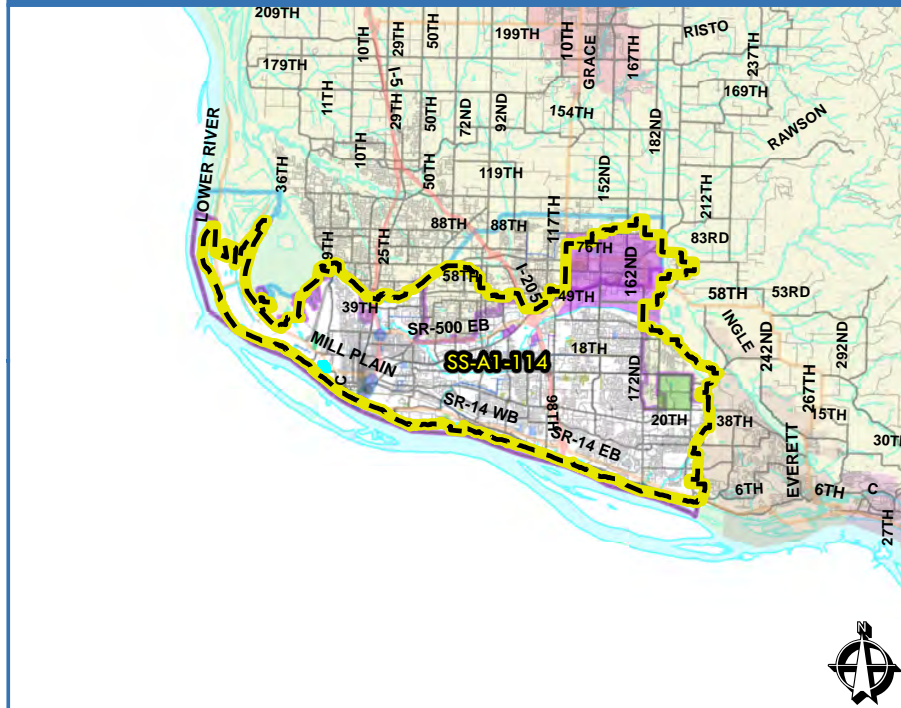 209TH
10TH
29TH
50TH
199TH
10TH
GRACE
167TH
RISTO
237TH
179TH
11TH
I-5
29TH
50TH
72ND
92ND
154TH
182ND
169TH
RAWSON
10TH
36TH
50TH
119TH
152ND
212TH
LOWER RIVER
88TH
88TH
117TH
83RD
9TH
25TH
58TH
I-205
76TH
162ND
39TH
49TH
58TH
53RD
SR-500 EB
INGLE
242ND
292ND
MILL PLAIN
SS-A1-114
18TH
172ND
267TH
C
SR-14 WB
98TH
SR-14 EB
20TH
38TH
15TH
EVERETT
6TH
6TH
C
27TH
N